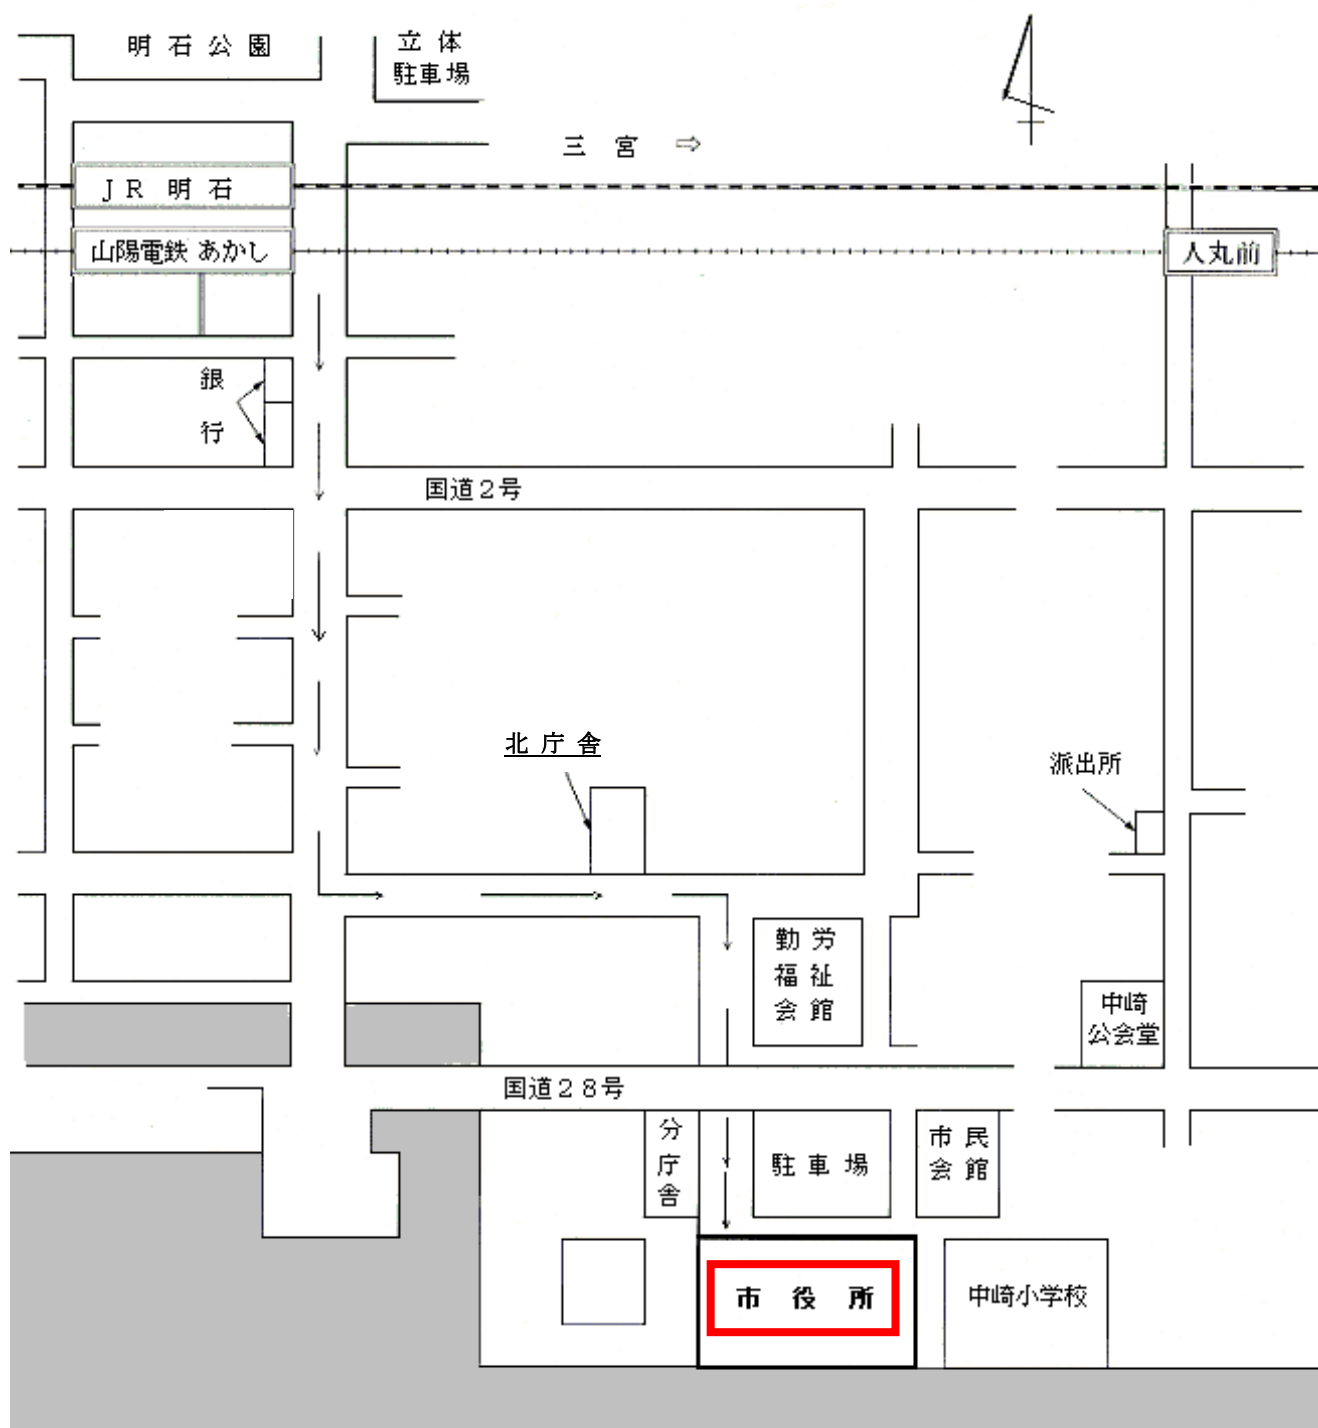 明石公園
立体
駐車場
三宮 ⇨
JR 明石
山陽電鉄 あかし
人丸前
銀
行
国道2号
北庁舎
派出所
勤労
福祉
会館
中崎
公会堂
国道28号
分
庁
舎
駐車場
市民
会館
市役所
中崎小学校